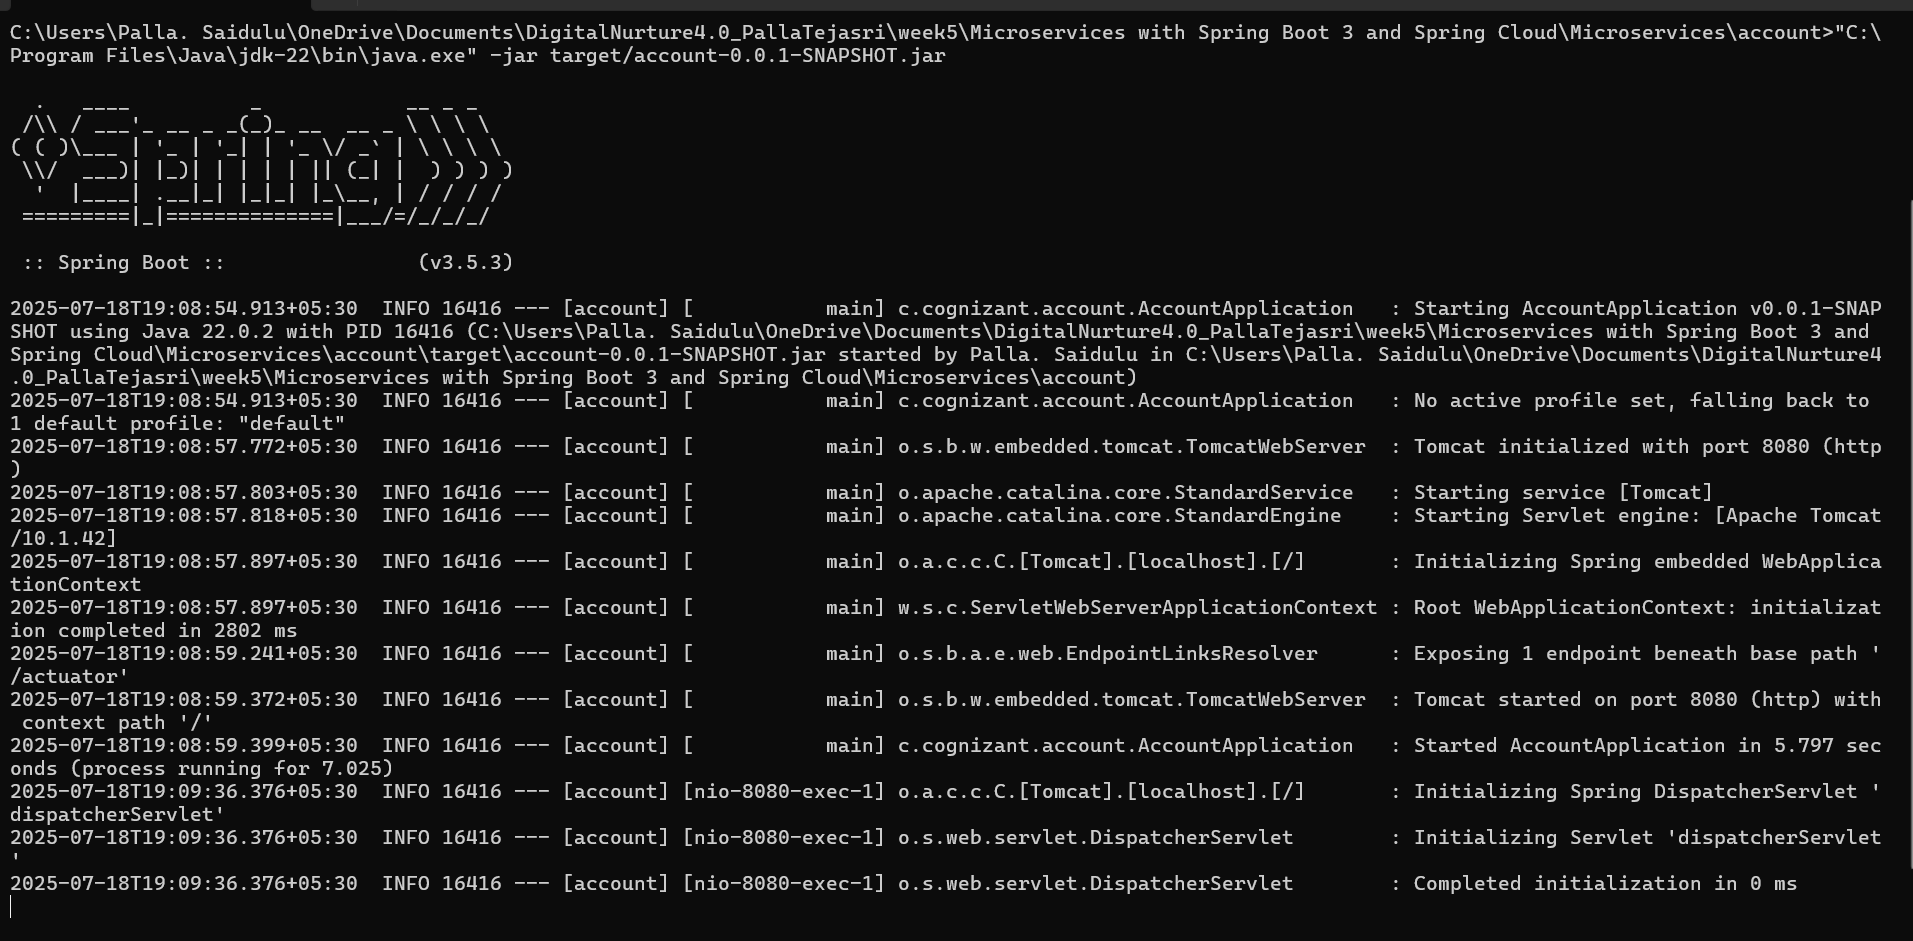 C:\Users\Palla. Saidulu\OneDrive\Documents\DigitalNurture4.0_PallaTejasri\week5\Microservices with Spring Boot 3 and Spring Cloud\Microservices\account>"C:\
Program Files\Java\jdk-22\bin\java.exe" -jar target/account-0.0.1-SNAPSHOT.jar

  .   ____          _            __ _ _
 /\\ / ___'_ __ _ _(_)_ __  __ _ \ \ \ \
( ( )\___ | '_ | '_| | '_ \/ _` | \ \ \ \
 \\/  ___)| |_)| | | | | || (_| |  ) ) ) )
  '  |____| .__|_| |_|_| |_\__, | / / / /
 =========|_|==============|___/=/_/_/_/

 :: Spring Boot ::                (v3.5.3)

2025-07-18T19:08:54.913+05:30  INFO 16416 --- [account] [           main] c.cognizant.account.AccountApplication   : Starting AccountApplication v0.0.1-SNAP
SHOT using Java 22.0.2 with PID 16416 (C:\Users\Palla. Saidulu\OneDrive\Documents\DigitalNurture4.0_PallaTejasri\week5\Microservices with Spring Boot 3 and
Spring Cloud\Microservices\account\target\account-0.0.1-SNAPSHOT.jar started by Palla. Saidulu in C:\Users\Palla. Saidulu\OneDrive\Documents\DigitalNurture4
.0_PallaTejasri\week5\Microservices with Spring Boot 3 and Spring Cloud\Microservices\account)
2025-07-18T19:08:54.913+05:30  INFO 16416 --- [account] [           main] c.cognizant.account.AccountApplication   : No active profile set, falling back to
1 default profile: "default"
2025-07-18T19:08:57.772+05:30  INFO 16416 --- [account] [           main] o.s.b.w.embedded.tomcat.TomcatWebServer  : Tomcat initialized with port 8080 (http
)
2025-07-18T19:08:57.803+05:30  INFO 16416 --- [account] [           main] o.apache.catalina.core.StandardService   : Starting service [Tomcat]
2025-07-18T19:08:57.818+05:30  INFO 16416 --- [account] [           main] o.apache.catalina.core.StandardEngine    : Starting Servlet engine: [Apache Tomcat
/10.1.42]
2025-07-18T19:08:57.897+05:30  INFO 16416 --- [account] [           main] o.a.c.c.C.[Tomcat].[localhost].[/]       : Initializing Spring embedded WebApplica
tionContext
2025-07-18T19:08:57.897+05:30  INFO 16416 --- [account] [           main] w.s.c.ServletWebServerApplicationContext : Root WebApplicationContext: initializat
ion completed in 2802 ms
2025-07-18T19:08:59.241+05:30  INFO 16416 --- [account] [           main] o.s.b.a.e.web.EndpointLinksResolver      : Exposing 1 endpoint beneath base path '
/actuator'
2025-07-18T19:08:59.372+05:30  INFO 16416 --- [account] [           main] o.s.b.w.embedded.tomcat.TomcatWebServer  : Tomcat started on port 8080 (http) with
 context path '/'
2025-07-18T19:08:59.399+05:30  INFO 16416 --- [account] [           main] c.cognizant.account.AccountApplication   : Started AccountApplication in 5.797 sec
onds (process running for 7.025)
2025-07-18T19:09:36.376+05:30  INFO 16416 --- [account] [nio-8080-exec-1] o.a.c.c.C.[Tomcat].[localhost].[/]       : Initializing Spring DispatcherServlet '
dispatcherServlet'
2025-07-18T19:09:36.376+05:30  INFO 16416 --- [account] [nio-8080-exec-1] o.s.web.servlet.DispatcherServlet        : Initializing Servlet 'dispatcherServlet
'
2025-07-18T19:09:36.376+05:30  INFO 16416 --- [account] [nio-8080-exec-1] o.s.web.servlet.DispatcherServlet        : Completed initialization in 0 ms